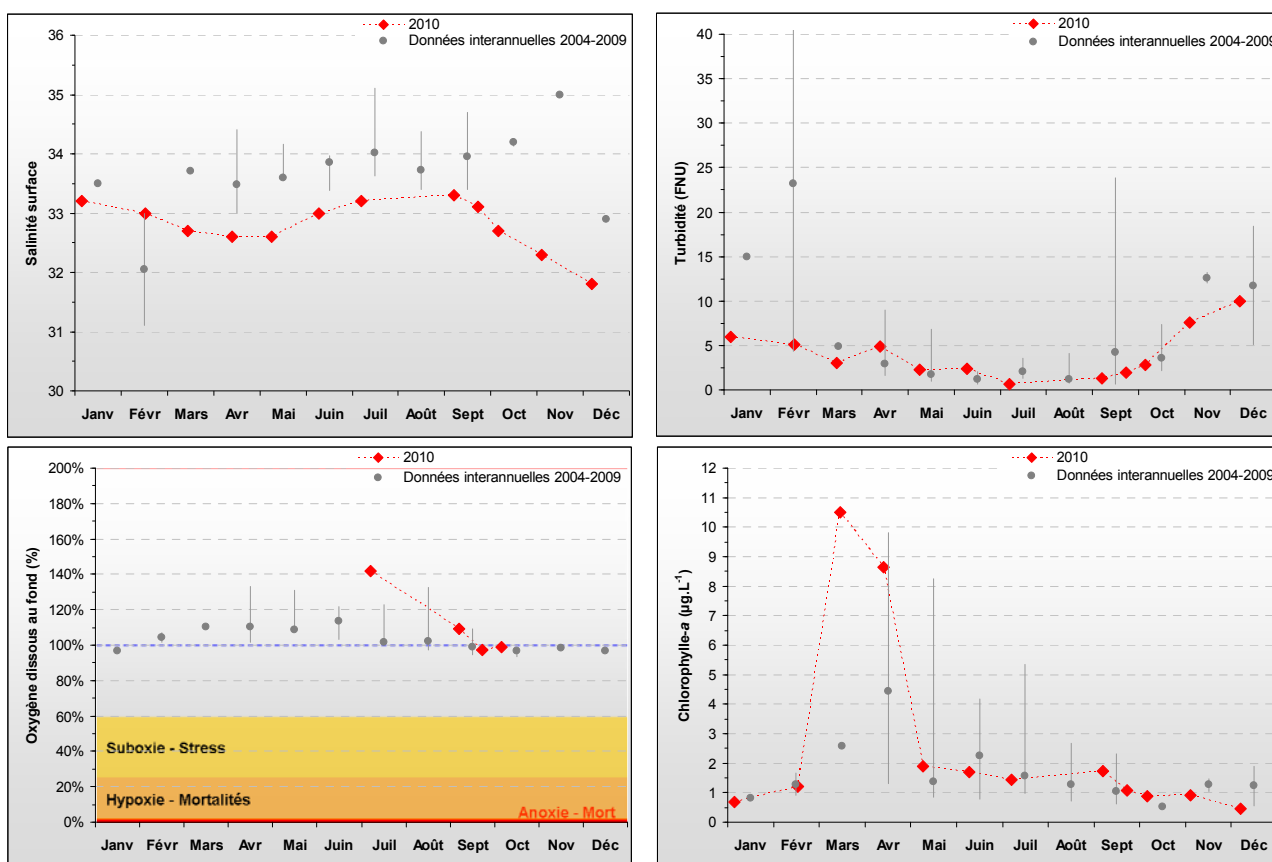 2010
Données interannuelles 2004-2009
Salinité surface
36
35
34
33
32
31
30
Janv Févr Mars Avr Mai Juin Juil Août Sept Oct Nov Déc
2010
Données interannuelles 2004-2009
Turbidité (FNU)
40
35
30
25
20
15
10
5
0
Janv Févr Mars Avr Mai Juin Juil Août Sept Oct Nov Déc
2010
Données interannuelles 2004-2009
Oxygène dissous au fond (%)
200%
180%
160%
140%
120%
100%
80%
60%
40%
20%
0%
Suboxie - Stress
Hypoxie - Mortalités
Anoxie - Mort
Janv Févr Mars Avr Mai Juin Juil Août Sept Oct Nov Déc
2010
Données interannuelles 2004-2009
Chlorophylle-a (µg.L⁻¹)
12
11
10
9
8
7
6
5
4
3
2
1
0
Janv Févr Mars Avr Mai Juin Juil Août Sept Oct Nov Déc